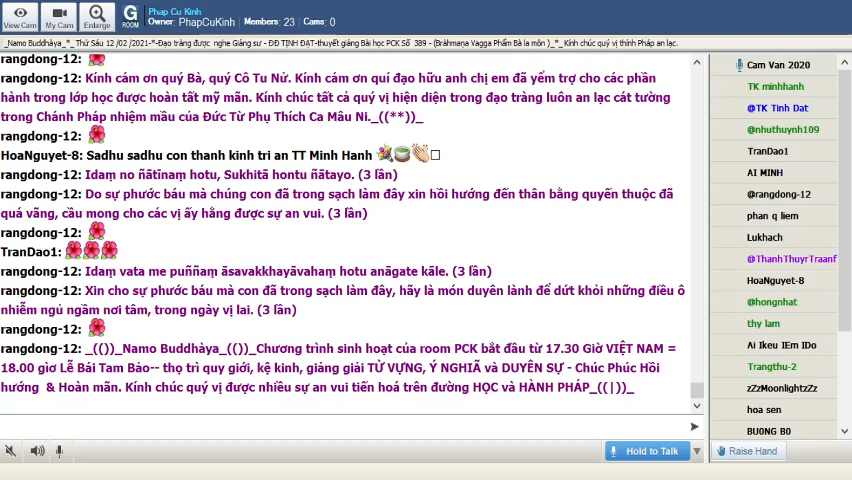 Phap Cu Kinh
Owner: PhapCuKinh   Members: 23   Cams: 0
View Cam
My Cam
Enlarge
G
ROOM
_Namo Buddhàya_*_ Thứ Sáu 12 /02 /2021-*-Đạo tràng được  nghe Giảng sư - ĐĐ TỊNH ĐẠT-thuyết giảng Bài học PCK Số  389 - (Bràhmaṇa Vagga Phẩm Bà la môn ) _*_ Kính chúc quý vị thính Pháp an lạc.
rangdong-12:
rangdong-12: Kính cám ơn quý Bà, quý Cô Tu Nử. Kính cám ơn quí đạo hữu anh chị em đã yểm trợ cho các phần
hành trong lớp học được hoàn tất mỹ mãn. Kính chúc tất cả quý vị hiện diện trong đạo tràng luôn an lạc cát tường
trong Chánh Pháp nhiệm mầu của Đức Từ Phụ Thích Ca Mâu Ni._((**))_
rangdong-12:
HoaNguyet-8: Sadhu sadhu con thanh kinh tri an TT Minh Hanh
rangdong-12: Idaṃ no ñātīnaṃ hotu, Sukhitā hontu ñātayo. (3 lần)
rangdong-12: Do sự phước báu mà chúng con đã trong sạch làm đây xin hồi hướng đến thân bằng quyến thuộc đã
quá vãng, cầu mong cho các vị ấy hằng được sự an vui. (3 lần)
rangdong-12:
TranDao1:
rangdong-12: Idaṃ vata me puññaṃ āsavakkhayāvahaṃ hotu anāgate kāle. (3 lần)
rangdong-12: Xin cho sự phước báu mà con đã trong sạch làm đây, hãy là món duyên lành để dứt khỏi những điều ô
nhiễm ngủ ngầm nơi tâm, trong ngày vị lai. (3 lần)
rangdong-12:
rangdong-12: _(())_Namo Buddhàya_(())_Chương trình sinh hoạt của room PCK bắt đầu từ 17.30 Giờ VIỆT NAM =
18.00 giờ Lễ Bái Tam Bảo-- thọ trì quy giới, kệ kinh, giảng giải TỪ VỰNG, Ý NGHIÃ và DUYÊN SỰ - Chúc Phúc Hồi
hướng  & Hoàn mãn. Kính chúc quý vị được nhiều sự an vui tiến hoá trên đường HỌC và HÀNH PHÁP_((|))_
Cam Van 2020
TK minhhanh
@TK Tinh Dat
@nhuthuynh109
TranDao1
AI MINH
@rangdong-12
phan q liem
Lukhach
@ThanhThuyrTraanf
HoaNguyet-8
@hongnhat
thy lam
Ai Ikeu IEm IDo
Trangthu-2
zZzMoonlightzZz
hoa sen
BU0NG B0
Hold to Talk
Raise Hand